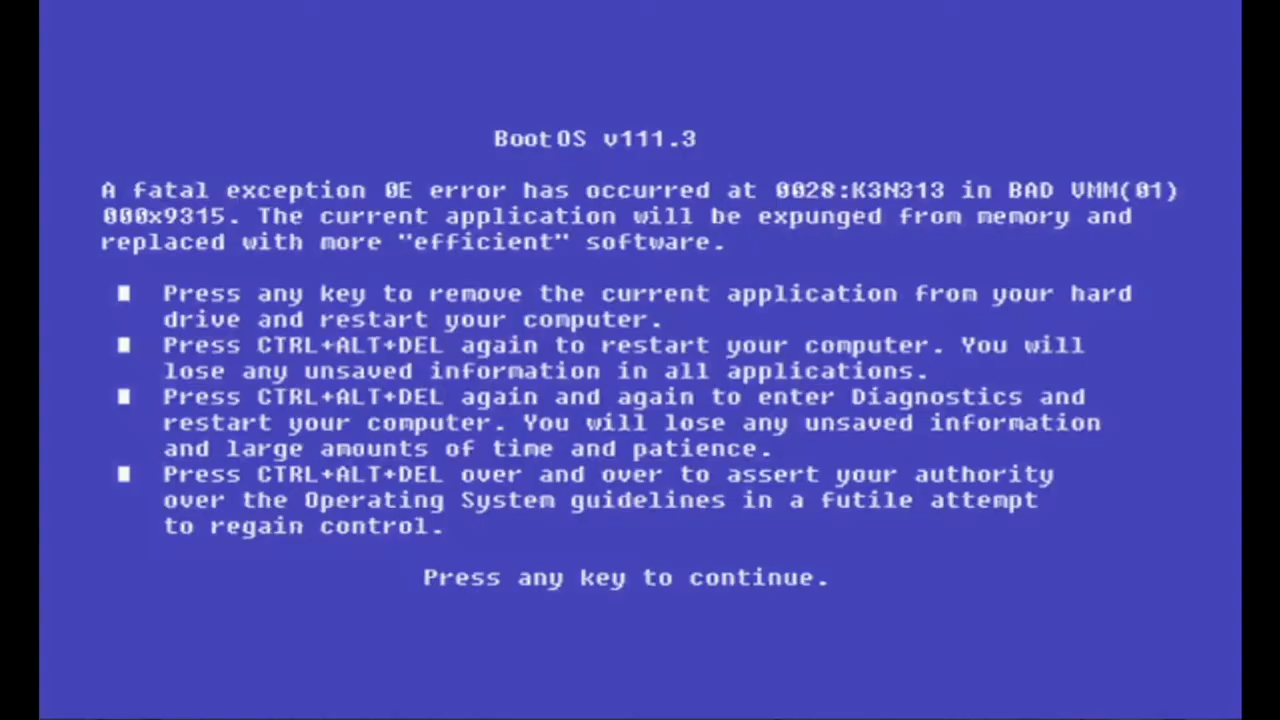 BootOS v111.3
A fatal exception 0E error has occurred at 0028:K3N313 in BAD VMM(01)
000x9315. The current application will be expunged from memory and
replaced with more "efficient" software.
Press any key to remove the current application from your hard
drive and restart your computer.
Press CTRL+ALT+DEL again to restart your computer. You will
lose any unsaved information in all applications.
Press CTRL+ALT+DEL again and again to enter Diagnostics and
restart your computer. You will lose any unsaved information
and large amounts of time and patience.
Press CTRL+ALT+DEL over and over to assert your authority
over the Operating System guidelines in a futile attempt
to regain control.
Press any key to continue.